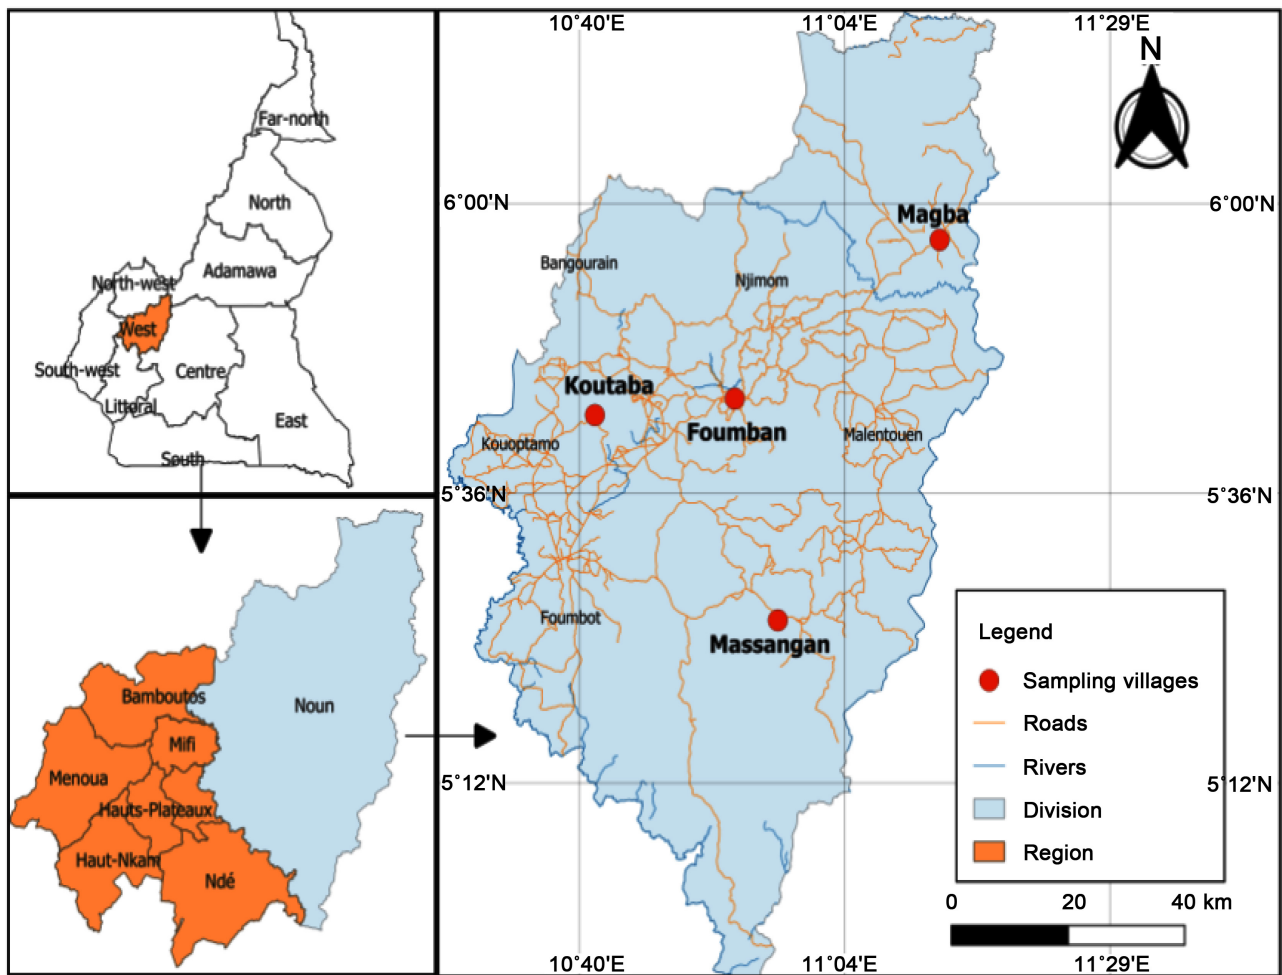 Far-north
North
Adamawa
North-west
West
South-west
Centre
Littoral
East
South
Bamboutos
Noun
Mifi
Menoua
Hauts-Plateaux
Haut-Nkam
Ndé
10°40'E 11°04'E 11°29'E
N
6°00'N 6°00'N
Magba
Bangourain
Njimom
Koutaba
Foumban
Malentouen
Kouoptamo
5°36'N 5°36'N
Foumbot
Massangan
5°12'N 5°12'N
Legend
Sampling villages
Roads
Rivers
Division
Region
0 20 40 km
10°40'E 11°04'E 11°29'E